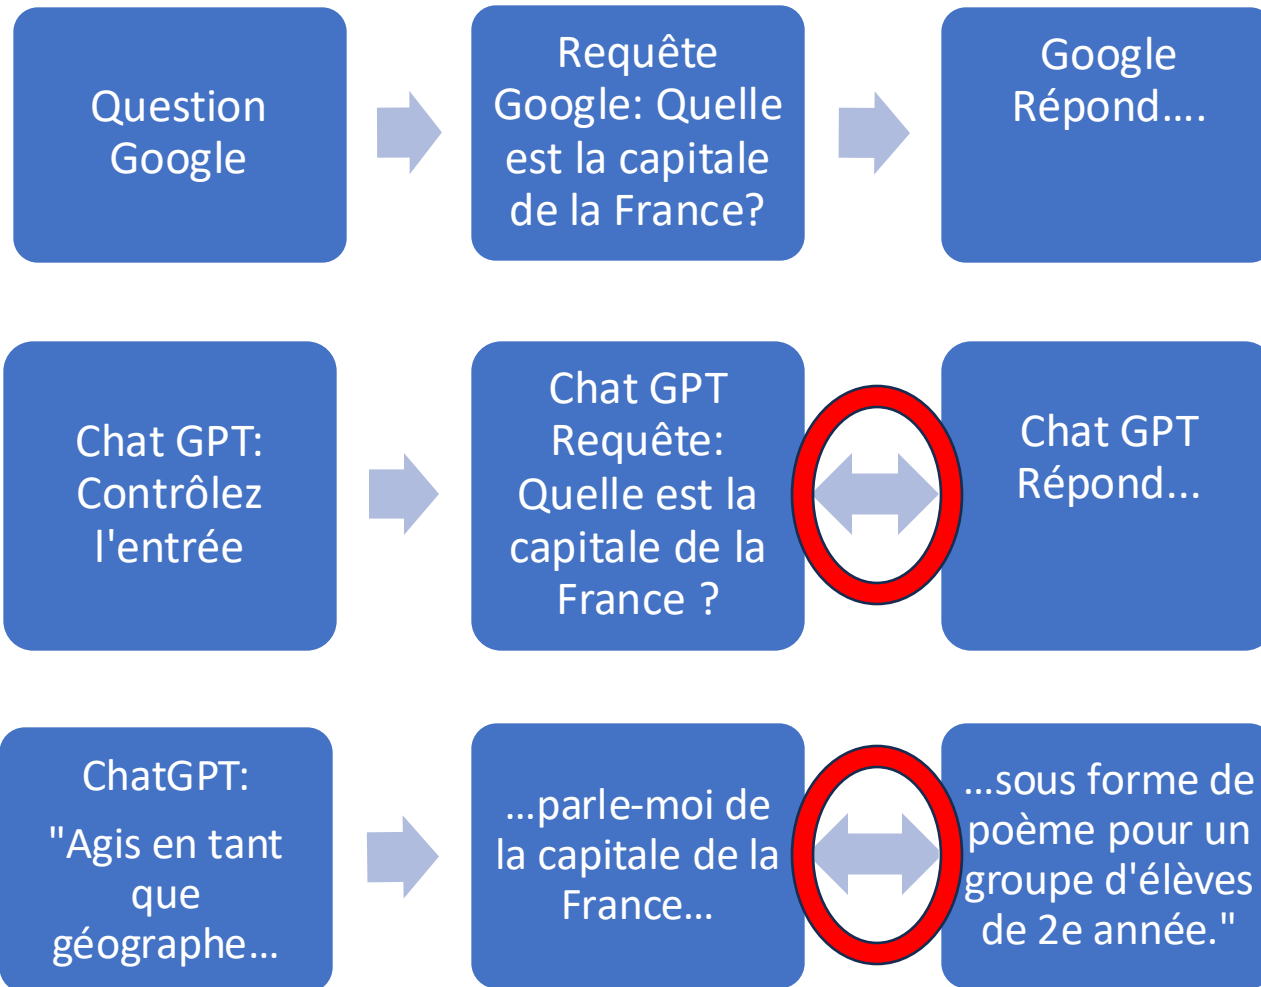 Question
Google
Requête
Google: Quelle
est la capitale
de la France?
Google
Répond....
Chat GPT:
Contrôlez
l'entrée
Chat GPT
Requête:
Quelle est la
capitale de la
France ?
Chat GPT
Répond...
ChatGPT:
"Agis en tant
que
géographe...
...parle-moi de
la capitale de la
France...
...sous forme de
poème pour un
groupe d'élèves
de 2e année."